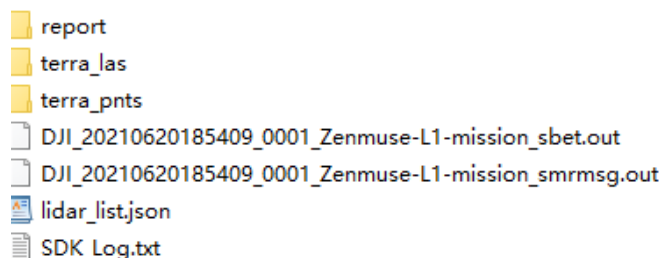 report
terra_las
terra_pnts
DJI_20210620185409_0001_Zenmuse-L1-mission_sbet.out
DJI_20210620185409_0001_Zenmuse-L1-mission_smrmsg.out
lidar_list.json
SDK Log.txt